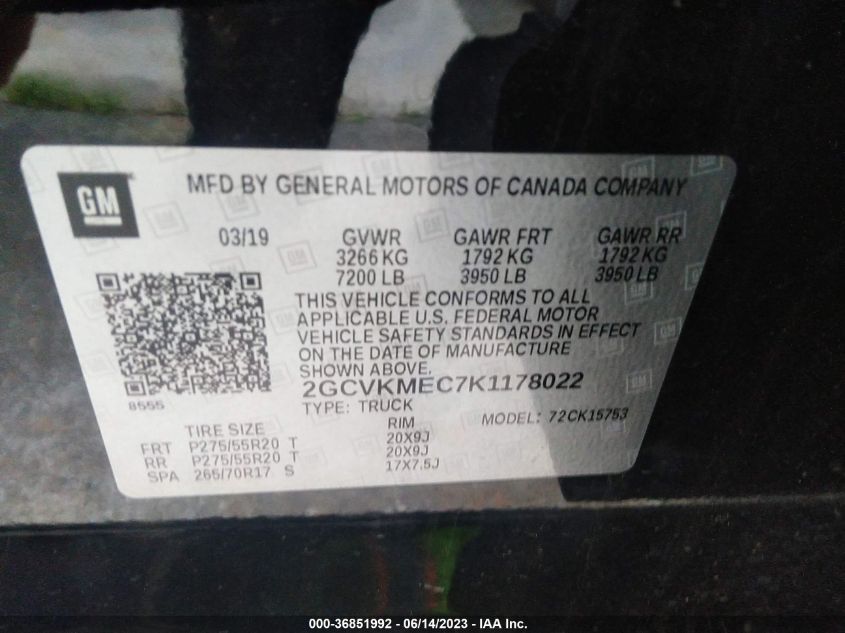 GM
MFD BY GENERAL MOTORS OF CANADA COMPANY
03/19 GVWR GAWR FRT GAWR RR
3266 KG 1792 KG 1792 KG
7200 LB 3950 LB 3950 LB
THIS VEHICLE CONFORMS TO ALL
APPLICABLE U.S. FEDERAL MOTOR
VEHICLE SAFETY STANDARDS IN EFFECT
ON THE DATE OF MANUFACTURE
SHOWN ABOVE.
8555
2GCVKMEC7K1178022
TYPE: TRUCK MODEL: 72CK15753
TIRE SIZE RIM
FRT P275/55R20 T 20X9J
RR P275/55R20 T 20X9J
SPA 265/70R17 S 17X7.5J
000-36851992 - 06/14/2023 - IAA Inc.